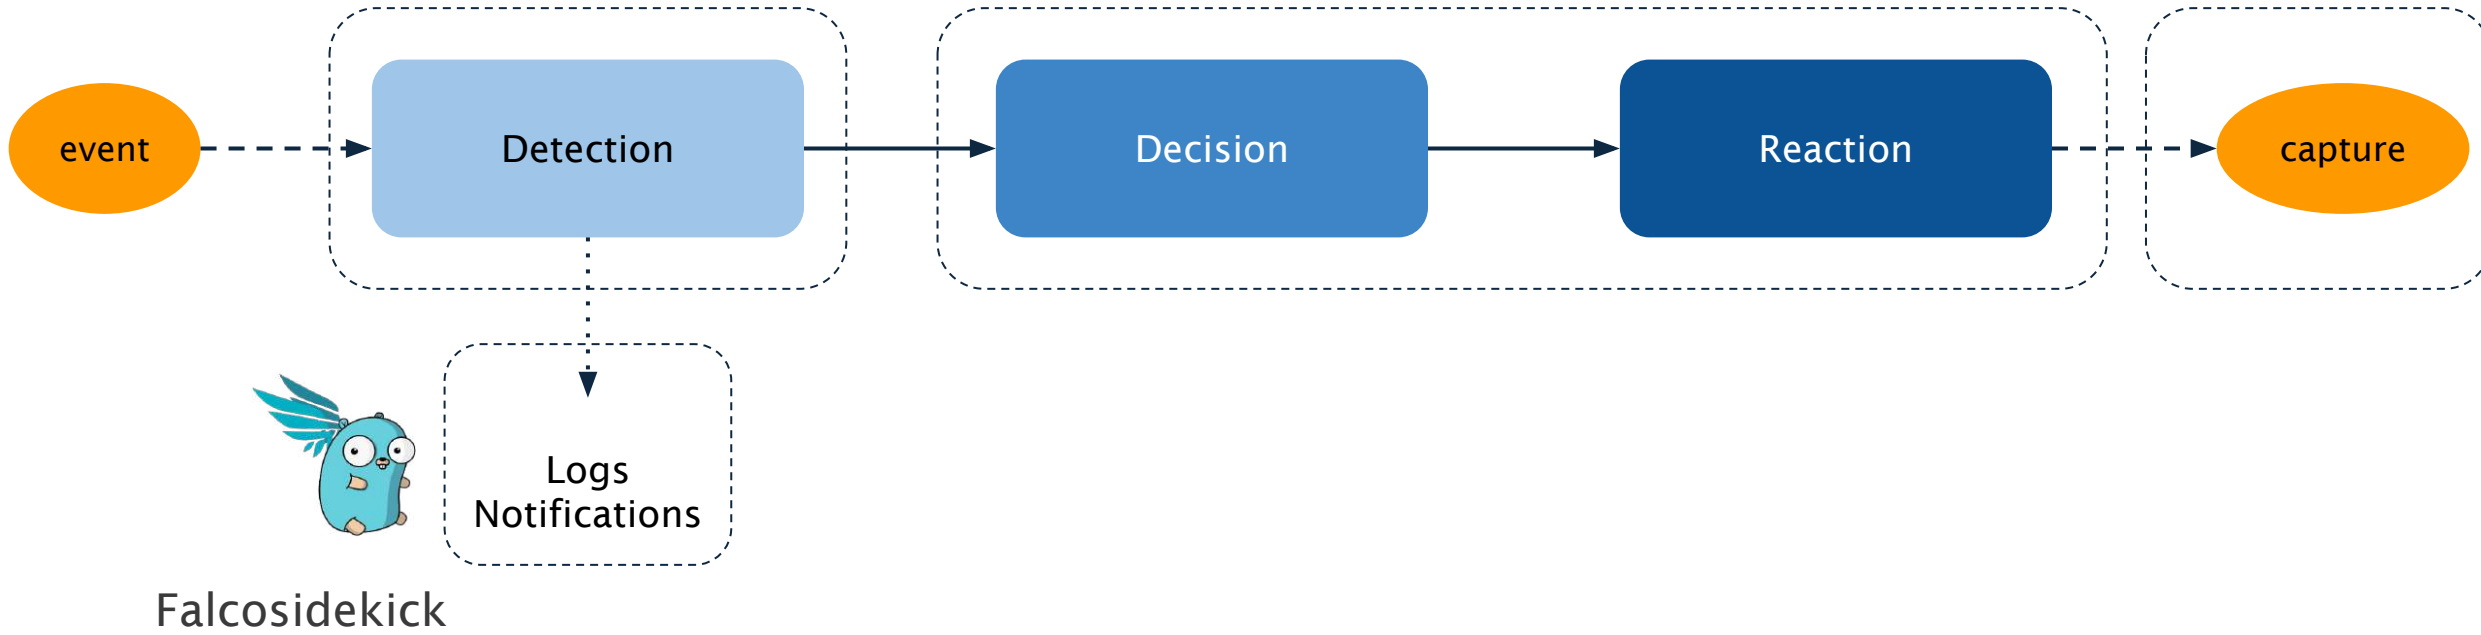 event
Detection
Decision
Reaction
capture
Logs
Notifications
Falcosidekick